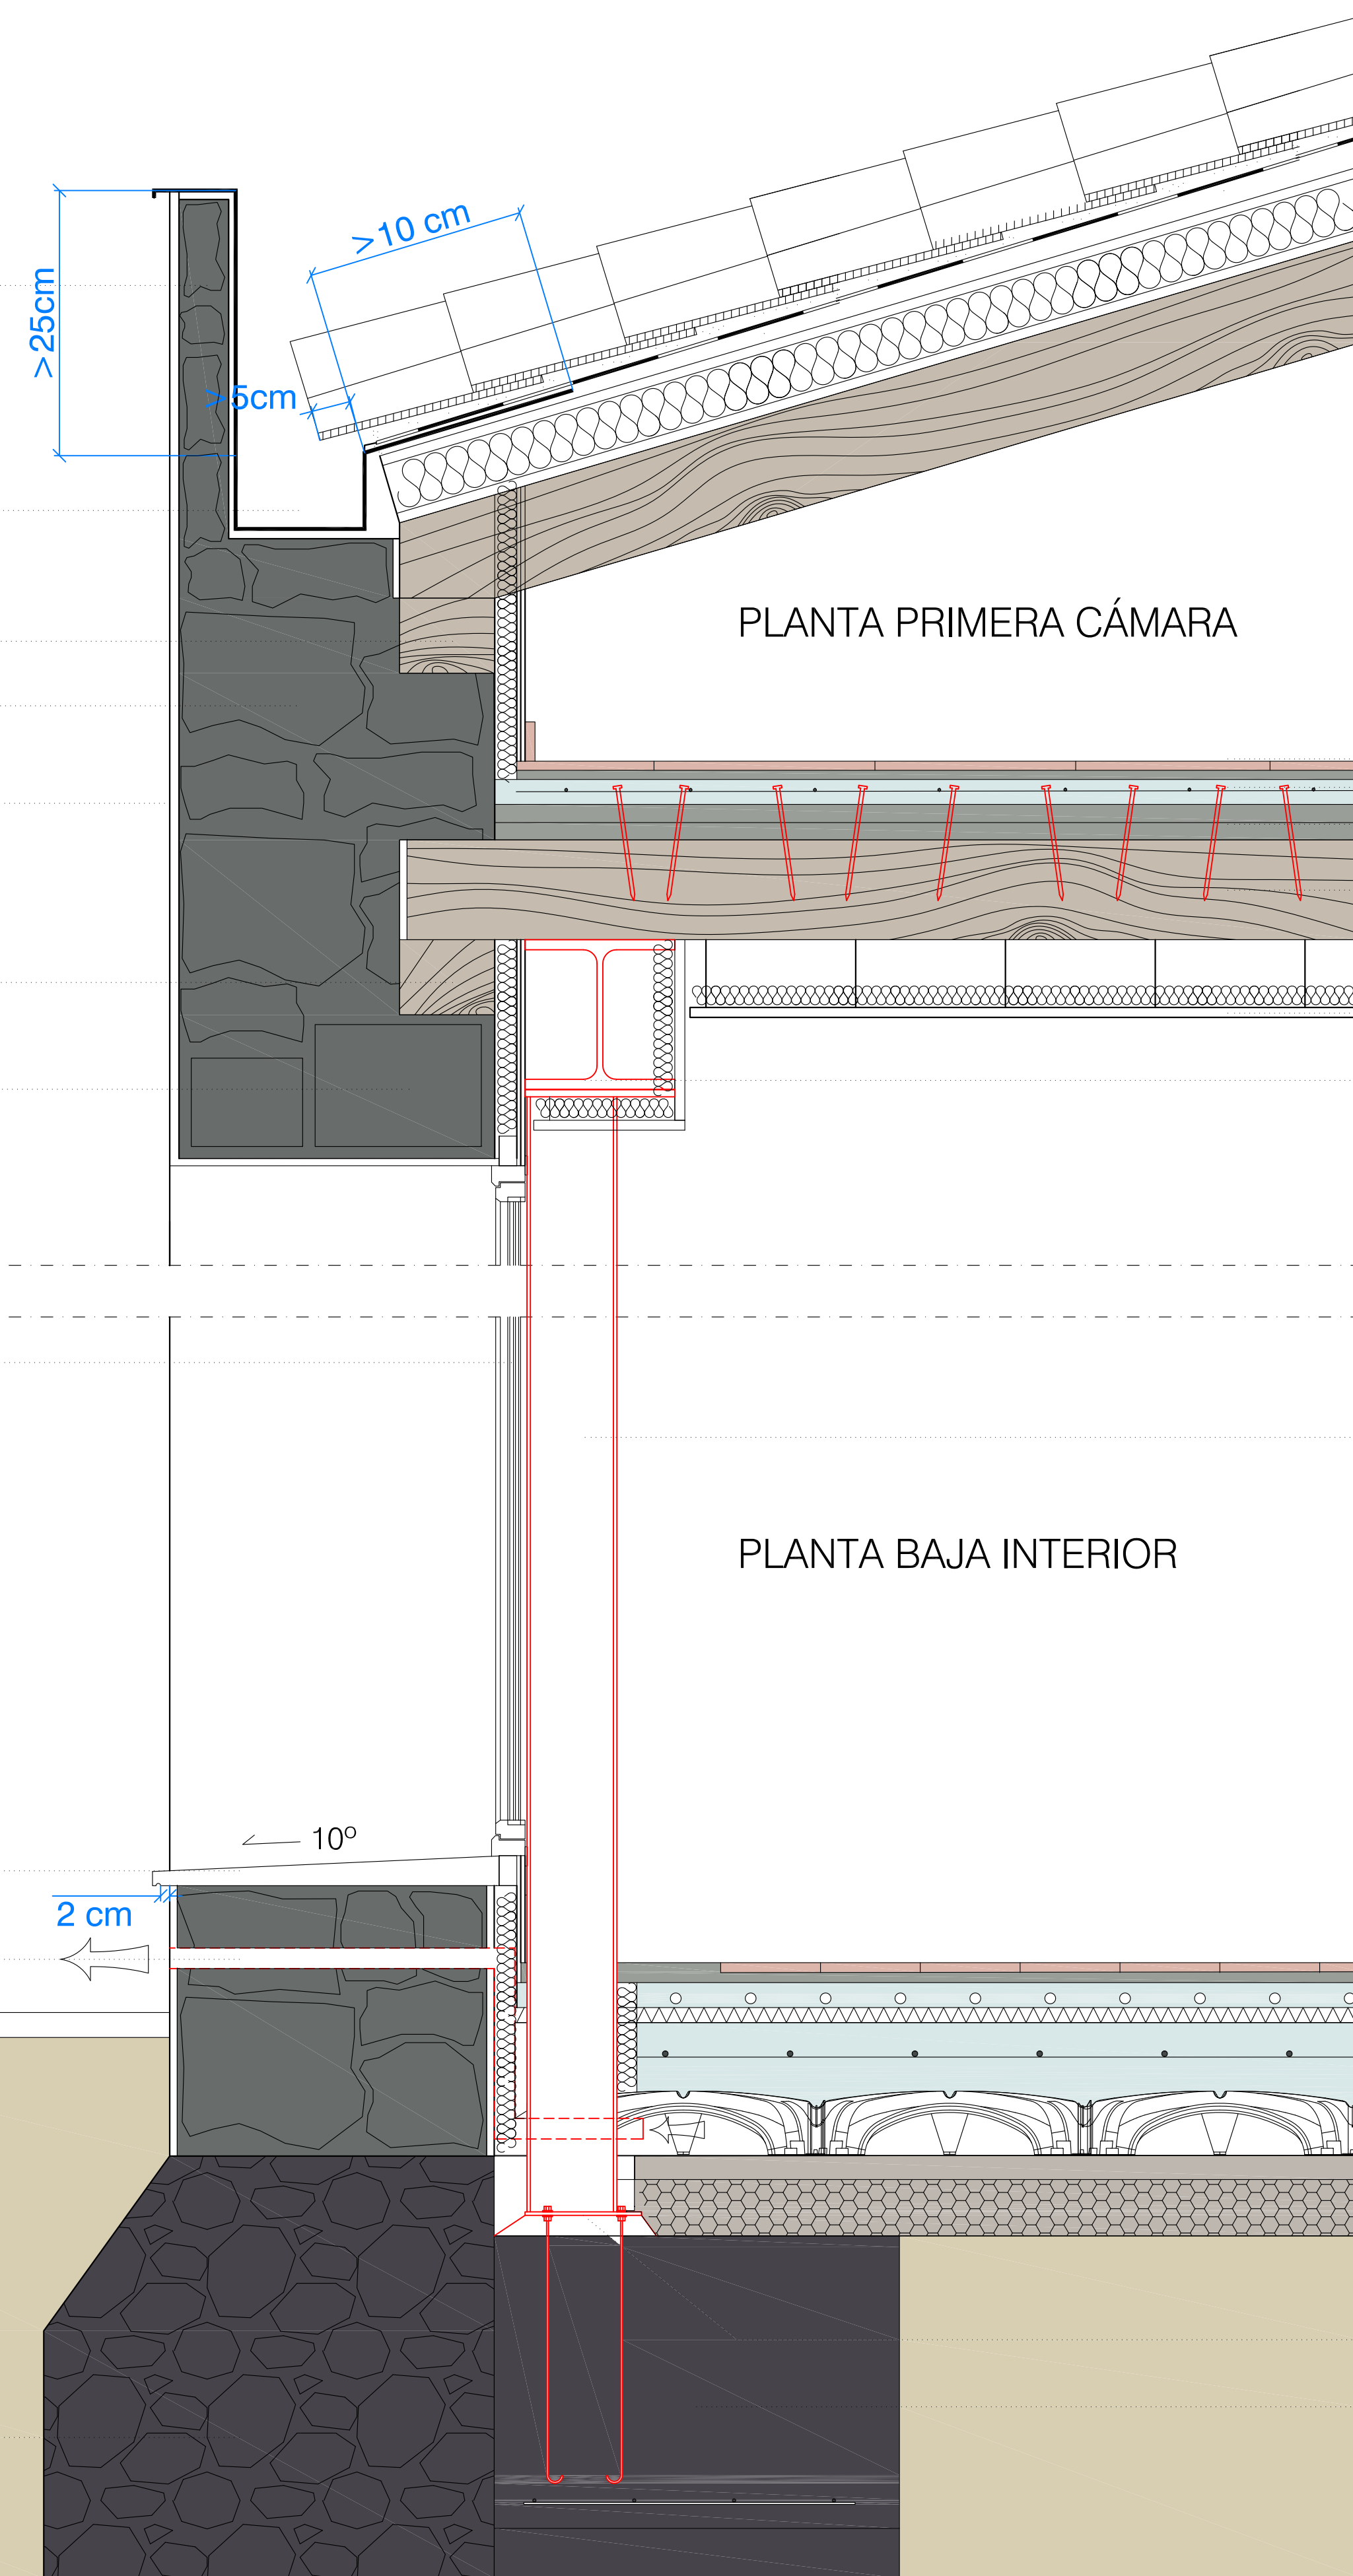 >10 cm
>25cm
>5cm
PLANTA PRIMERA CÁMARA
PLANTA BAJA INTERIOR
10º
2 cm